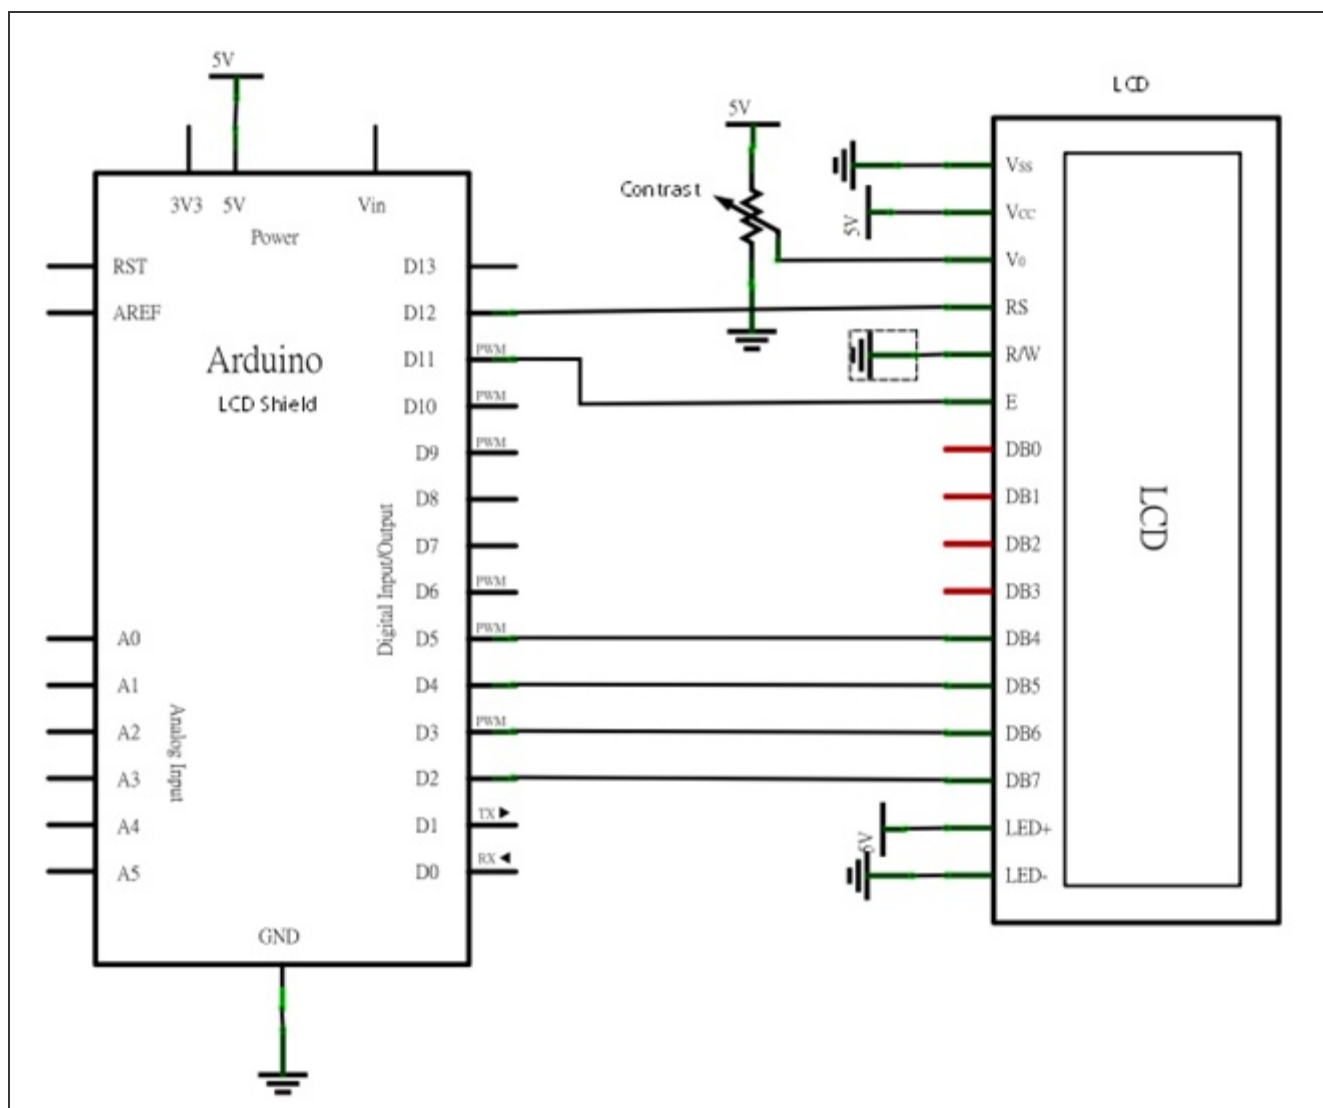 5V
3V3
5V
Vin
Power
RST
AREF
Arduino
LCD Shield
D13
D12
D11
PWM
D10
PWM
D9
PWM
D8
D7
D6
PWM
D5
PWM
D4
D3
PWM
D2
D1
TX
D0
RX
Digital Input/Output
A0
A1
A2
A3
A4
A5
Analog Input
GND
5V
Contrast
LCD
Vss
Vcc
5V
V0
RS
R/W
E
DB0
DB1
DB2
DB3
DB4
DB5
DB6
DB7
LED+
LED-
LCD